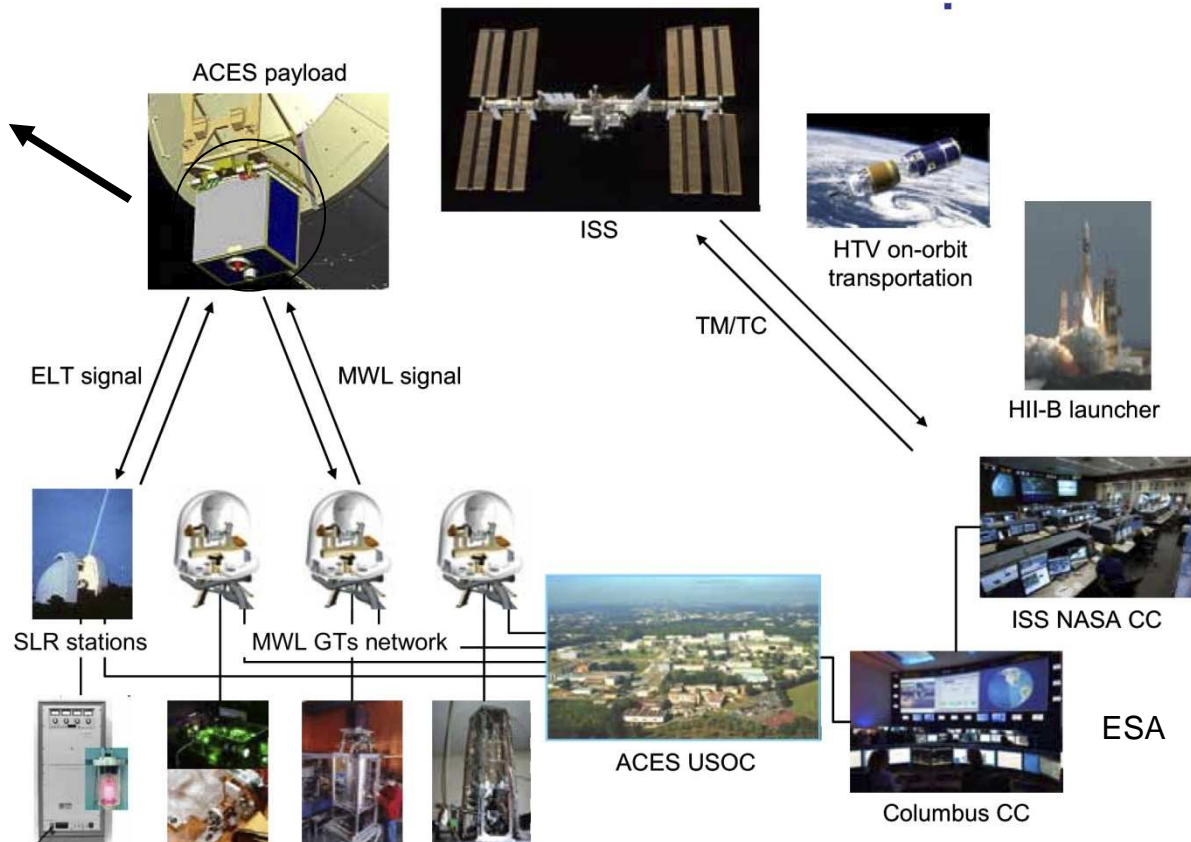 ACES payload
ISS
HTV on-orbit
transportation
TM/TC
ELT signal
MWL signal
HII-B launcher
SLR stations
MWL GTs network
ISS NASA CC
ACES USOC
ESA
Columbus CC